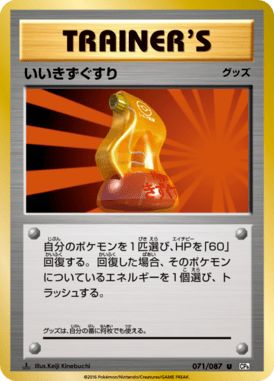 TRAINER'S
いいきずぐすり
グッズ
自分のポケモンを1匹選び、HPを「60」
回復する。回復した場合、そのポケモン
についているエネルギーを1個選び、ト
ラッシュする。
グッズは、自分の番に何枚でも使える。
Illus.Keiji Kinebuchi
071/087 U CP6
©2016 Pokémon/Nintendo/Creatures/GAME FREAK.